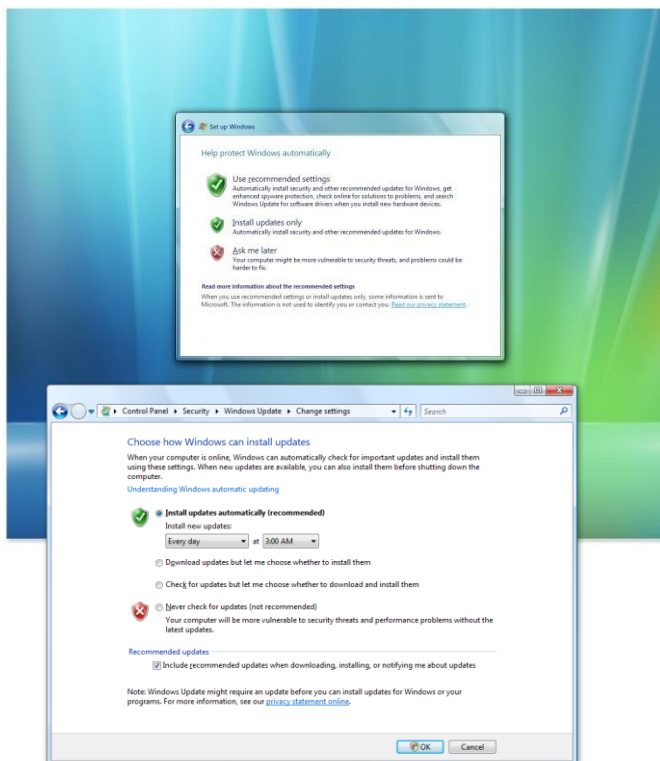 Set up Windows
Help protect Windows automatically
Use recommended settings
Automatically install security and other recommended updates for Windows, get
enhanced spyware protection, check online for solutions to problems, and search
Windows Update for software drivers when you install new hardware devices.
Install updates only
Automatically install security and other recommended updates for Windows.
Ask me later
Your computer might be more vulnerable to security threats, and problems could be
harder to fix.
Read more information about the recommended settings
When you use recommended settings or install updates only, some information is sent to
Microsoft. The information is not used to identify you or contact you. Read our privacy statement.
Control Panel Security Windows Update Change settings Search
Choose how Windows can install updates
When your computer is online, Windows can automatically check for important updates and install them
using these settings. When new updates are available, you can also install them before shutting down the
computer.
Understanding Windows automatic updating
Install updates automatically (recommended)
Install new updates:
Every day at 3:00 AM
Download updates but let me choose whether to install them
Check for updates but let me choose whether to download and install them
Never check for updates (not recommended)
Your computer will be more vulnerable to security threats and performance problems without the
latest updates.
Recommended updates
Include recommended updates when downloading, installing, or notifying me about updates
Note: Windows Update might require an update before you can install updates for Windows or your
programs. For more information, see our privacy statement online.
OK Cancel